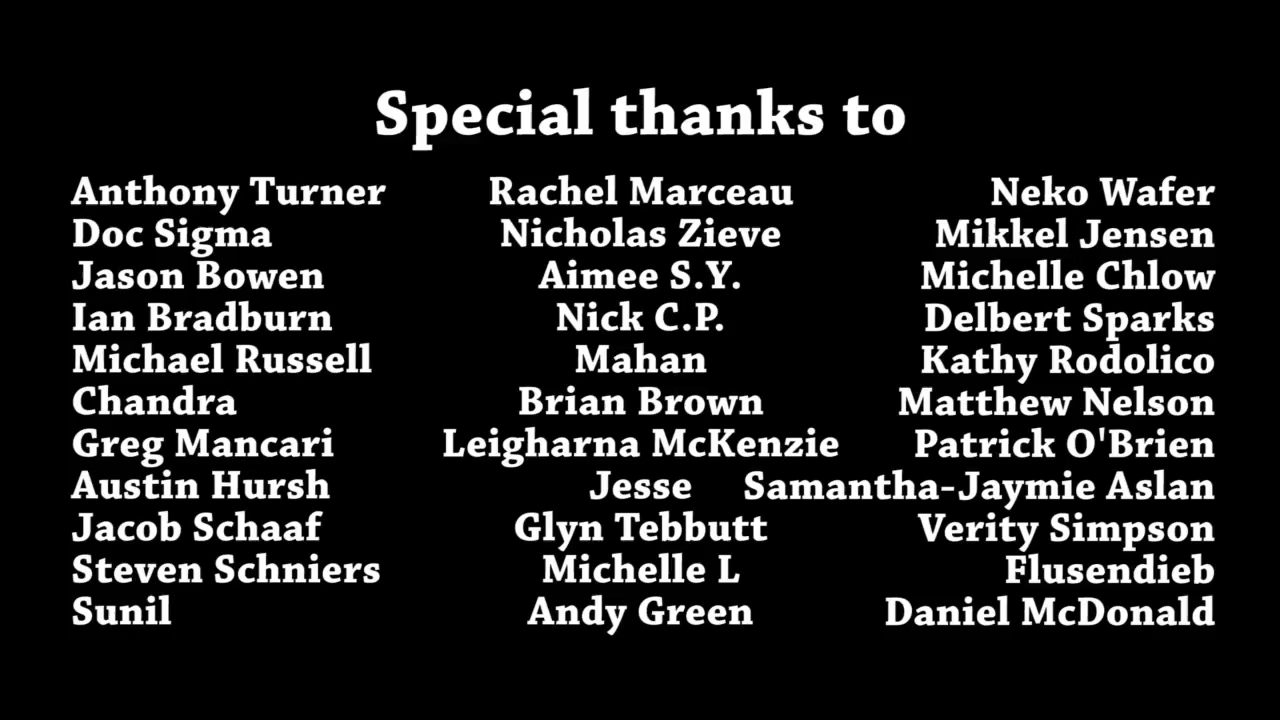 Special thanks to
Anthony Turner
Doc Sigma
Jason Bowen
Ian Bradburn
Michael Russell
Chandra
Greg Mancari
Austin Hursh
Jacob Schaaf
Steven Schniers
Sunil
Rachel Marceau
Nicholas Zieve
Aimee S.Y.
Nick C.P.
Mahan
Brian Brown
Leigharna McKenzie
Jesse
Glyn Tebbutt
Michelle L
Andy Green
Neko Wafer
Mikkel Jensen
Michelle Chlow
Delbert Sparks
Kathy Rodolico
Matthew Nelson
Patrick O'Brien
Samantha-Jaymie Aslan
Verity Simpson
Flusendieb
Daniel McDonald